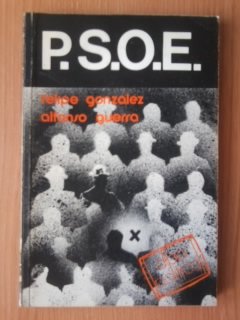 P.S.O.E.
felipe gonzalez
alfonso guerra
x